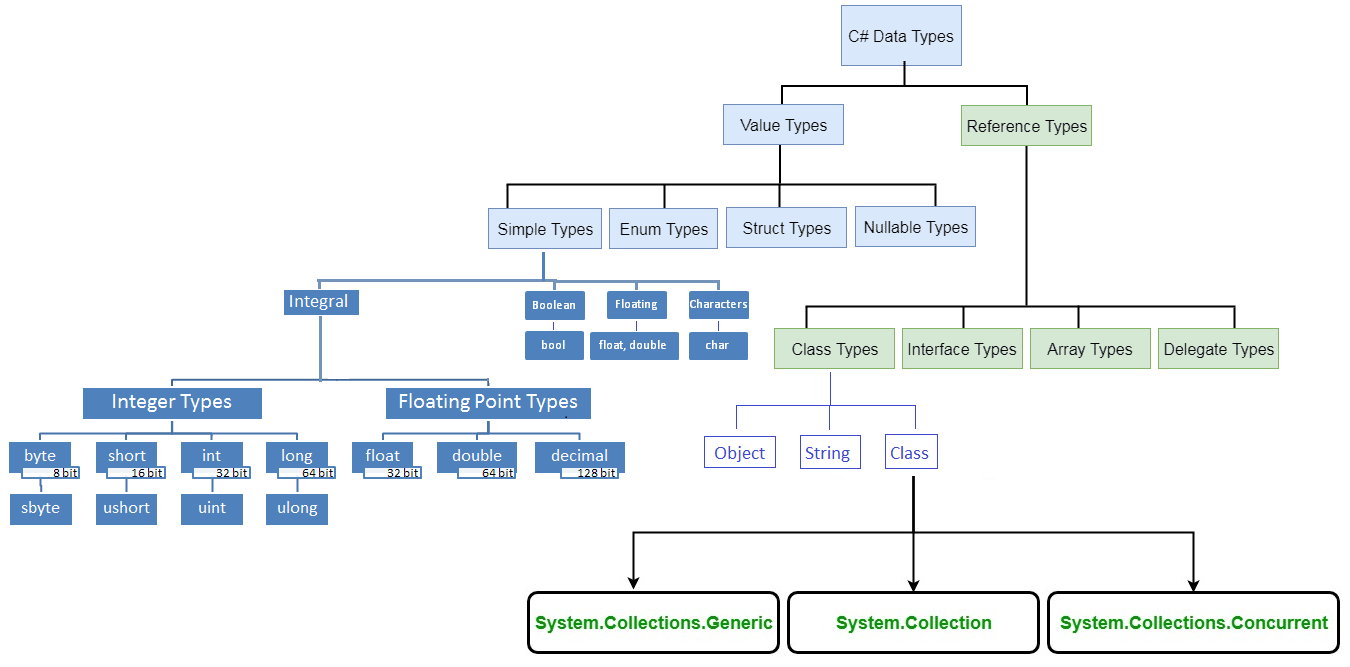 C# Data Types
Value Types
Reference Types
Simple Types
Enum Types
Struct Types
Nullable Types
Integral
Boolean
Floating
Characters
bool
float, double
char
Class Types
Interface Types
Array Types
Delegate Types
Integer Types
Floating Point Types
byte
8 bit
short
16 bit
int
32 bit
long
64 bit
float
32 bit
double
64 bit
decimal
128 bit
Object
String
Class
sbyte
ushort
uint
ulong
System.Collections.Generic
System.Collection
System.Collections.Concurrent